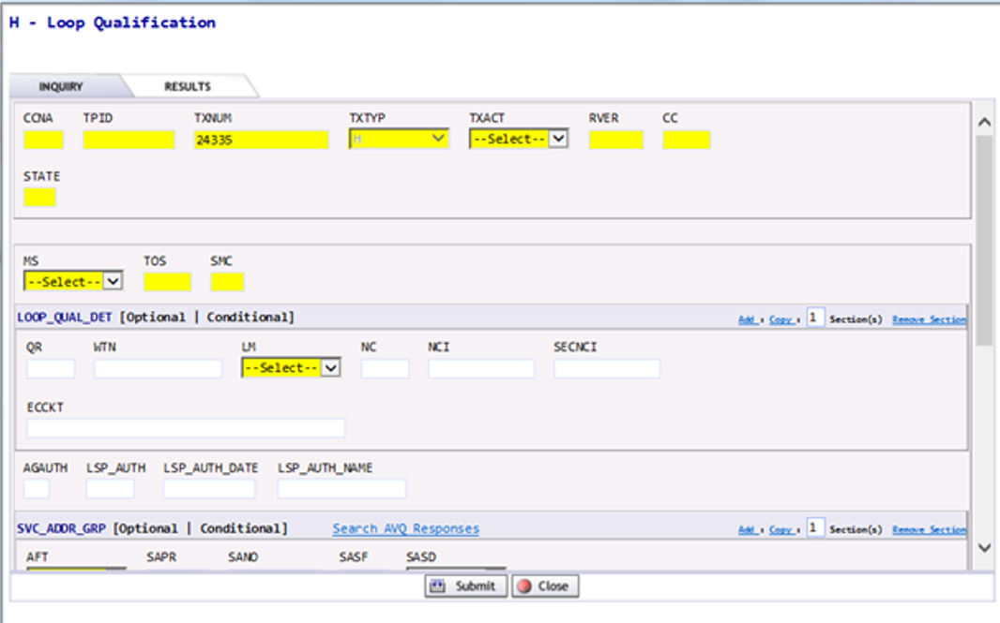 H - Loop Qualification
INQUIRY RESULTS
CCNA TPID TXNUM TXTYP TXACT RVER CC
24335 H --Select--
STATE
MS TOS SMC
--Select--
LOOP_QUAL_DET [Optional | Conditional] Add : Copy : 1 Section(s) Remove Section
QR WTN LM NC NCI SECNCI
--Select--
ECCKT
AGAUTH LSP_AUTH LSP_AUTH_DATE LSP_AUTH_NAME
SVC_ADDR_GRP [Optional | Conditional] Search AVQ Responses Add : Copy : 1 Section(s) Remove Section
AFT SAPR SANO SASF SASD
Submit Close